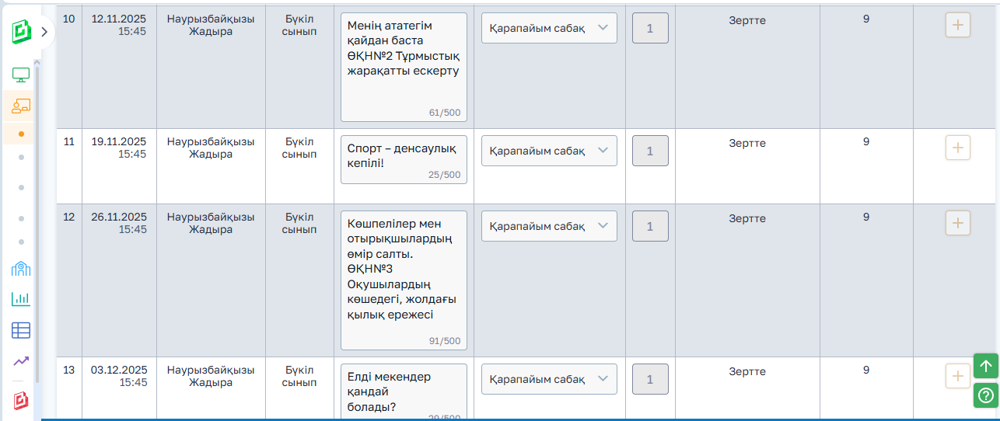 10
12.11.2025
15:45
Наурызбайқызы
Жадыра
Бүкіл
сынып
Менің ататегім
қайдан баста
ӨҚН№2 Тұрмыстық
жарақатты ескерту
61/500
Қарапайым сабақ
1
Зертте
9
11
19.11.2025
15:45
Наурызбайқызы
Жадыра
Бүкіл
сынып
Спорт – денсаулық
кепілі!
25/500
Қарапайым сабақ
1
Зертте
9
12
26.11.2025
15:45
Наурызбайқызы
Жадыра
Бүкіл
сынып
Көшпелілер мен
отырықшылардың
өмір салты.
ӨҚН№3
Оқушылардың
көшедегі, жолдағы
қылық ережесі
91/500
Қарапайым сабақ
1
Зертте
9
13
03.12.2025
15:45
Наурызбайқызы
Жадыра
Бүкіл
сынып
Елді мекендер
қандай
болады?
29/500
Қарапайым сабақ
1
Зертте
9